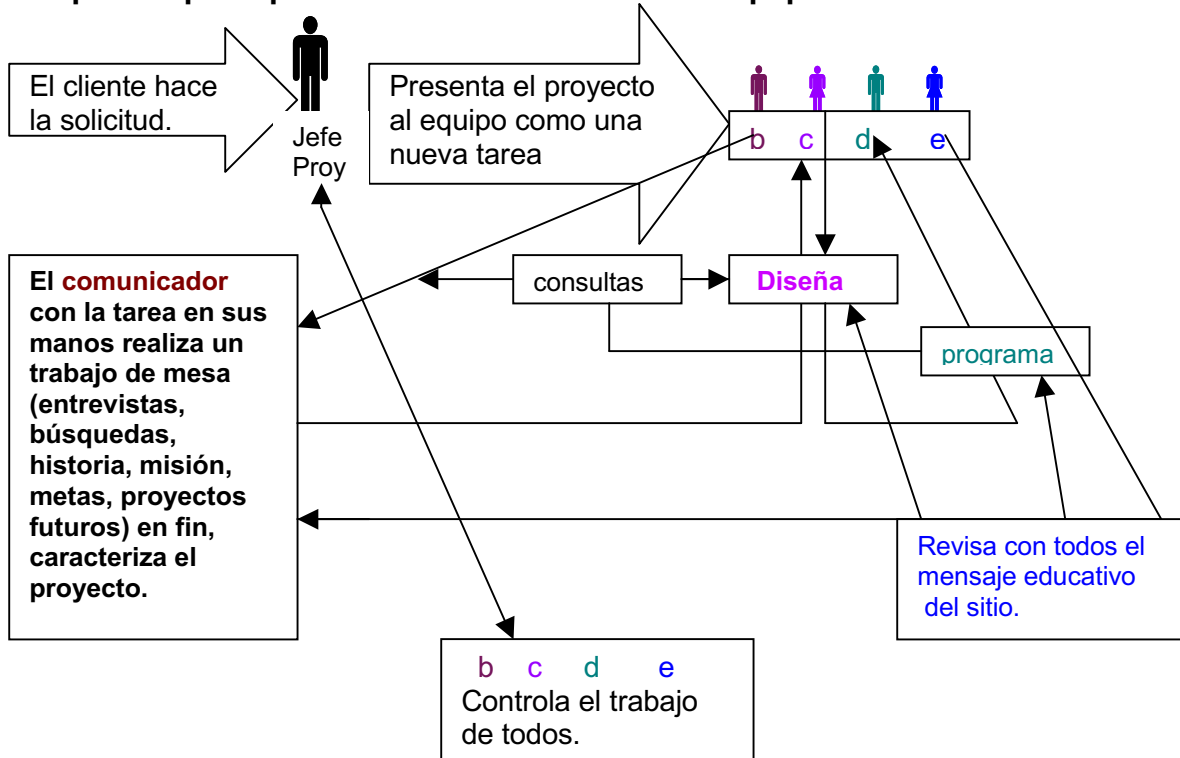 El cliente hace
la solicitud.
Jefe
Proy
Presenta el proyecto
al equipo como una
nueva tarea
b c d e
El comunicador
con la tarea en sus
manos realiza un
trabajo de mesa
(entrevistas,
búsquedas,
historia, misión,
metas, proyectos
futuros) en fin,
caracteriza el
proyecto.
consultas
Diseña
programa
Revisa con todos el
mensaje educativo
del sitio.
b c d e
Controla el trabajo
de todos.